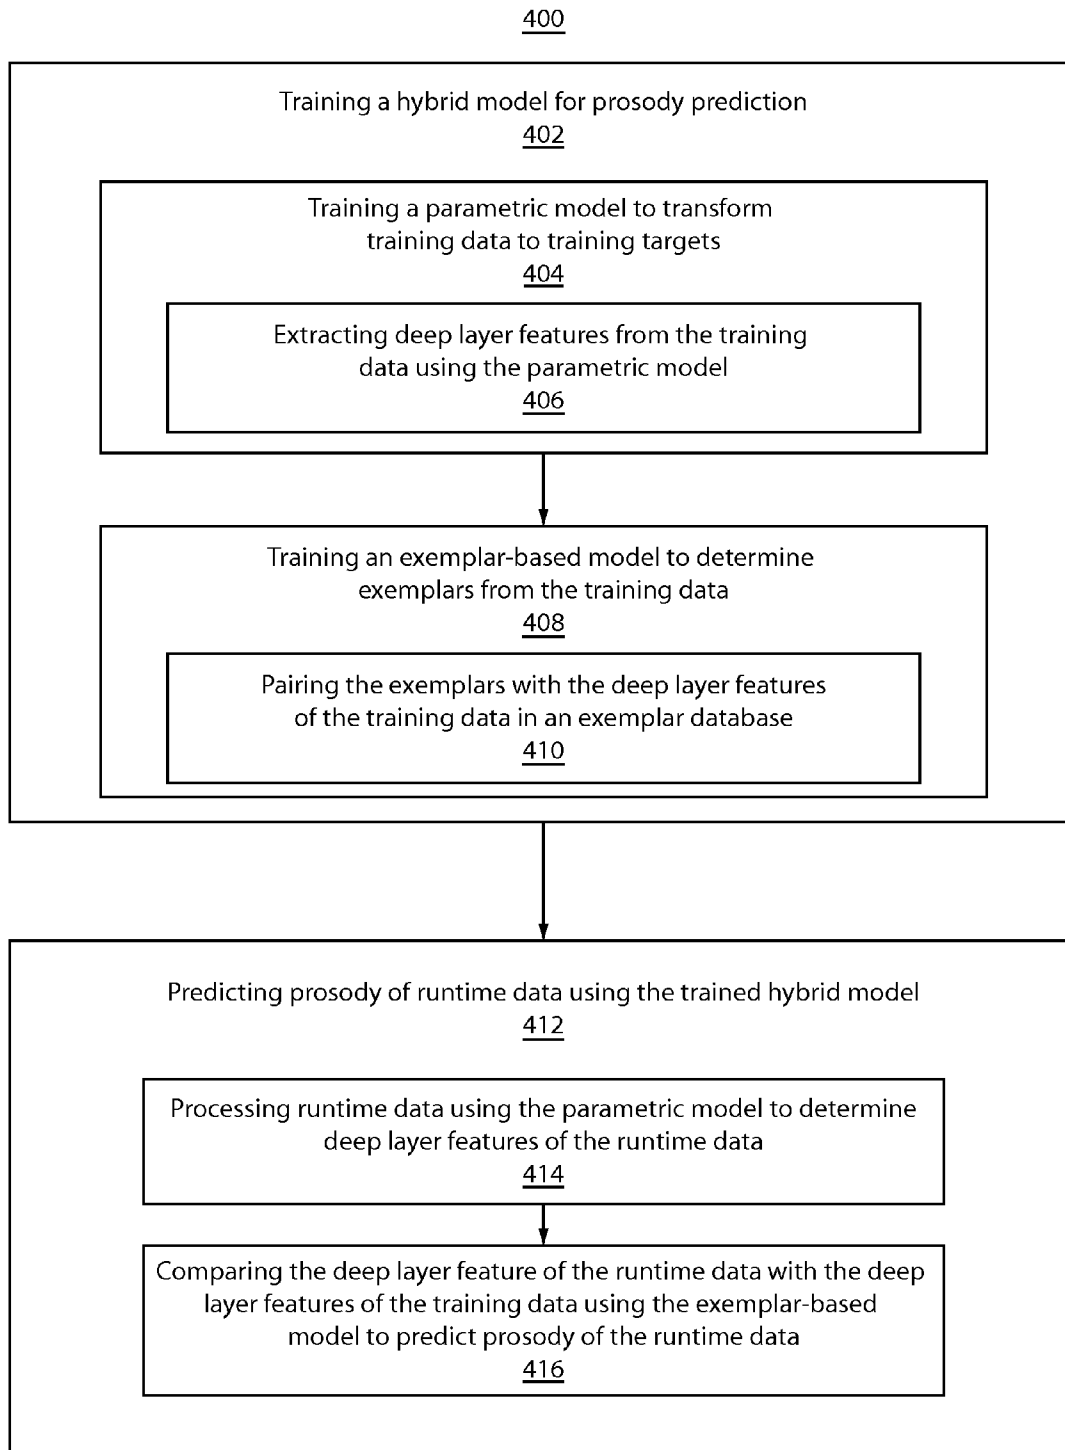 400
Training a hybrid model for prosody prediction
402
Training a parametric model to transform
training data to training targets
404
Extracting deep layer features from the training
data using the parametric model
406
Training an exemplar-based model to determine
exemplars from the training data
408
Pairing the exemplars with the deep layer features
of the training data in an exemplar database
410
Predicting prosody of runtime data using the trained hybrid model
412
Processing runtime data using the parametric model to determine
deep layer features of the runtime data
414
Comparing the deep layer feature of the runtime data with the deep
layer features of the training data using the exemplar-based
model to predict prosody of the runtime data
416